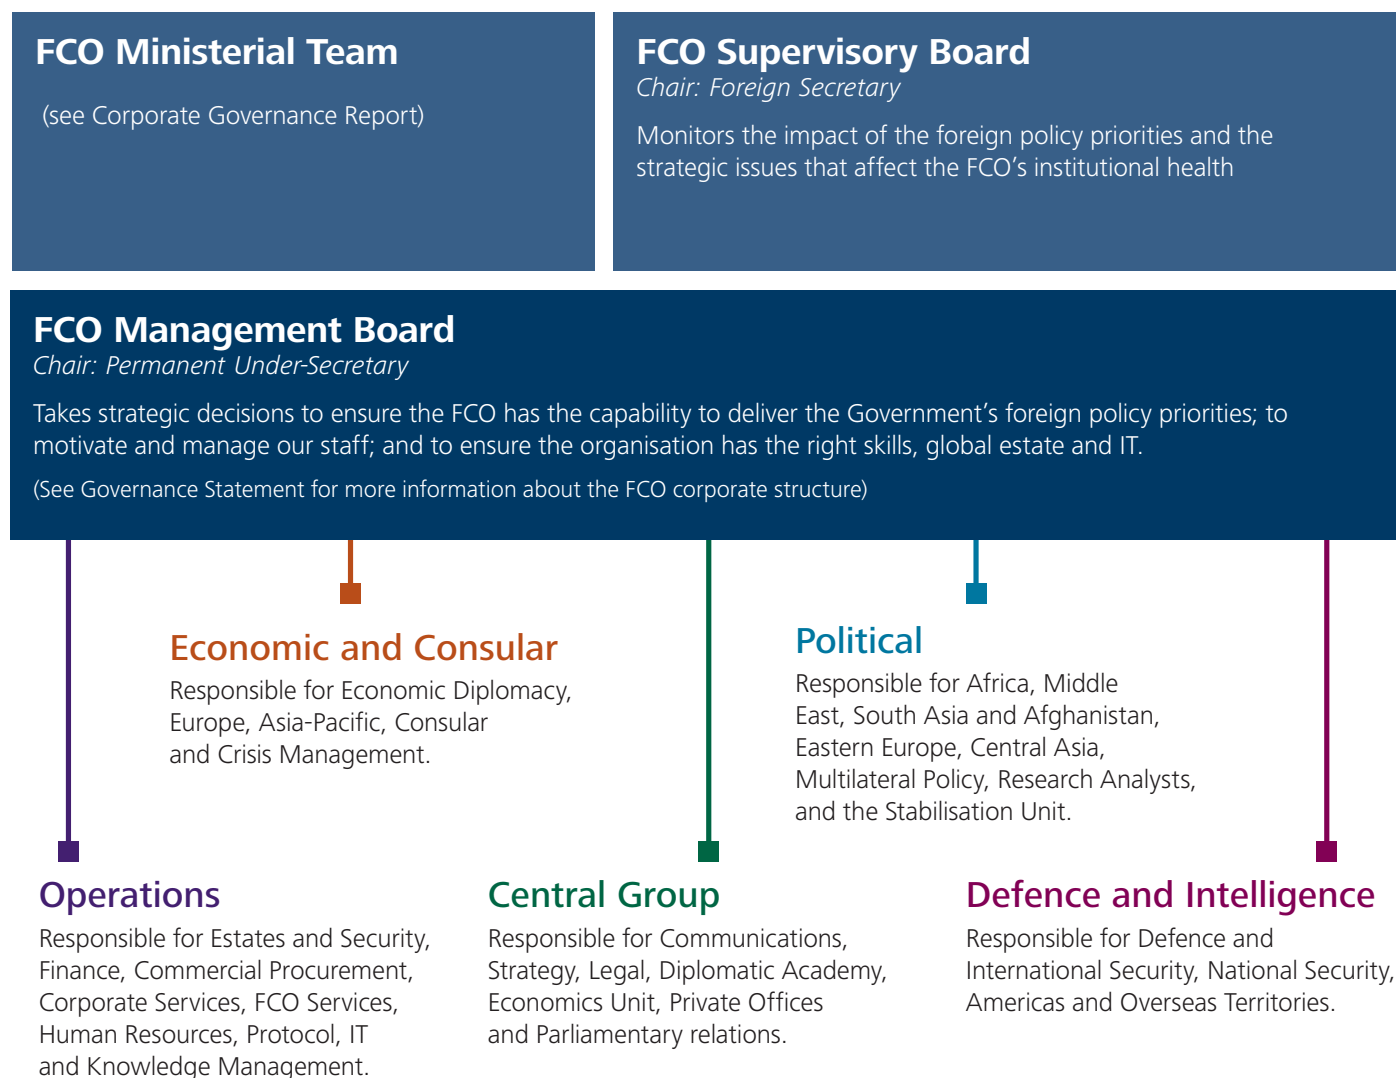 FCO Ministerial Team
(see Corporate Governance Report)
FCO Supervisory Board
Chair: Foreign Secretary
Monitors the impact of the foreign policy priorities and the
strategic issues that affect the FCO’s institutional health
FCO Management Board
Chair: Permanent Under-Secretary
Takes strategic decisions to ensure the FCO has the capability to deliver the Government’s foreign policy priorities; to
motivate and manage our staff; and to ensure the organisation has the right skills, global estate and IT.
(See Governance Statement for more information about the FCO corporate structure)
Economic and Consular
Responsible for Economic Diplomacy,
Europe, Asia-Pacific, Consular
and Crisis Management.
Political
Responsible for Africa, Middle
East, South Asia and Afghanistan,
Eastern Europe, Central Asia,
Multilateral Policy, Research Analysts,
and the Stabilisation Unit.
Operations
Responsible for Estates and Security,
Finance, Commercial Procurement,
Corporate Services, FCO Services,
Human Resources, Protocol, IT
and Knowledge Management.
Central Group
Responsible for Communications,
Strategy, Legal, Diplomatic Academy,
Economics Unit, Private Offices
and Parliamentary relations.
Defence and Intelligence
Responsible for Defence and
International Security, National Security,
Americas and Overseas Territories.